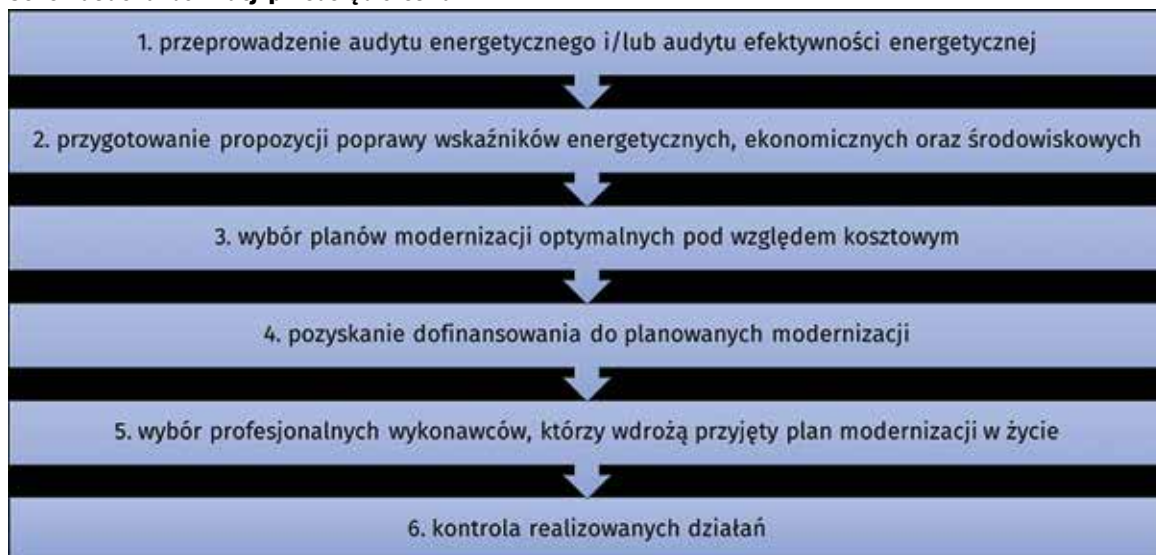 1. przeprowadzenie audytu energetycznego i/lub audytu efektywności energetycznej
2. przygotowanie propozycji poprawy wskaźników energetycznych, ekonomicznych oraz środowiskowych
3. wybór planów modernizacji optymalnych pod względem kosztowym
4. pozyskanie dofinansowania do planowanych modernizacji
5. wybór profesjonalnych wykonawców, którzy wdrożą przyjęty plan modernizacji w życie
6. kontrola realizowanych działań